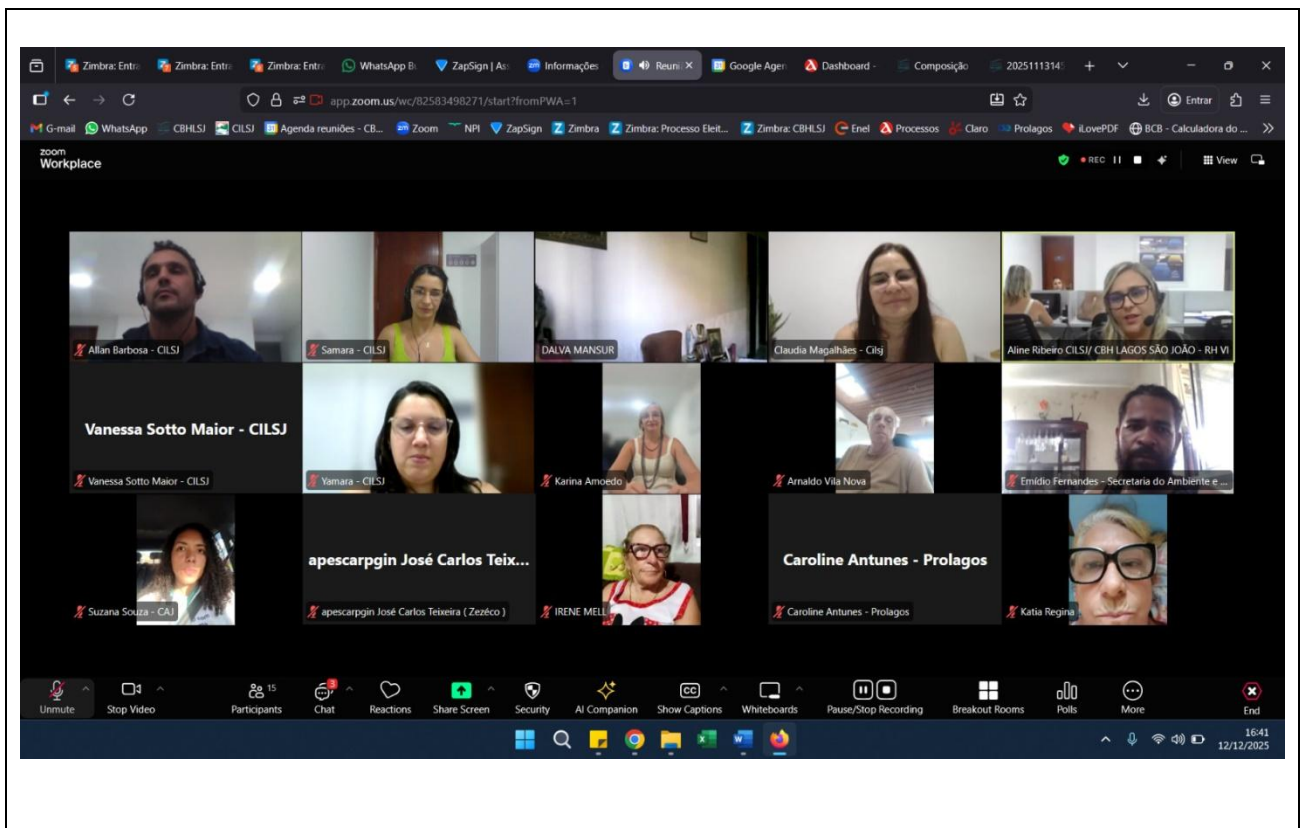 Zimbra: Entra
Zimbra: Entra
Zimbra: Entra
WhatsApp Bu
ZapSign | As
Informações
Reuni
Google Agen
Dashboard -
Composição
2025111314
app.zoom.us/wc/82583498271/start?fromPWA=1
Entrar
G-mail
WhatsApp
CBHLSJ
CILSJ
Agenda reuniões - CB...
Zoom
NPI
ZapSign
Zimbra
Zimbra: Processo Eleit...
Zimbra: CBHLSJ
Enel
Processos
Claro
Prolagos
iLovePDF
BCB - Calculadora do ...
zoom
Workplace
REC
View
Allan Barbosa - CILSJ
Samara - CILSJ
DALVA MANSUR
Claudia Magalhães - Cilsj
Aline Ribeiro CILSJ/ CBH LAGOS SÃO JOÃO - RH VI
Vanessa Sotto Maior - CILSJ
Vanessa Sotto Maior - CILSJ
Yamara - CILSJ
Karina Amoedo
Arnaldo Vila Nova
Emídio Fernandes - Secretaria do Ambiente e ...
Suzana Souza - CAJ
apescarpgin José Carlos Teix...
apescarpgin José Carlos Teixeira ( Zezéco )
IRENE MELL
Caroline Antunes - Prolagos
Caroline Antunes - Prolagos
Katia Regina
Unmute
Stop Video
15
Participants
3
Chat
Reactions
Share Screen
Security
AI Companion
CC
Show Captions
Whiteboards
Pause/Stop Recording
Breakout Rooms
Polls
More
End
16:41
12/12/2025